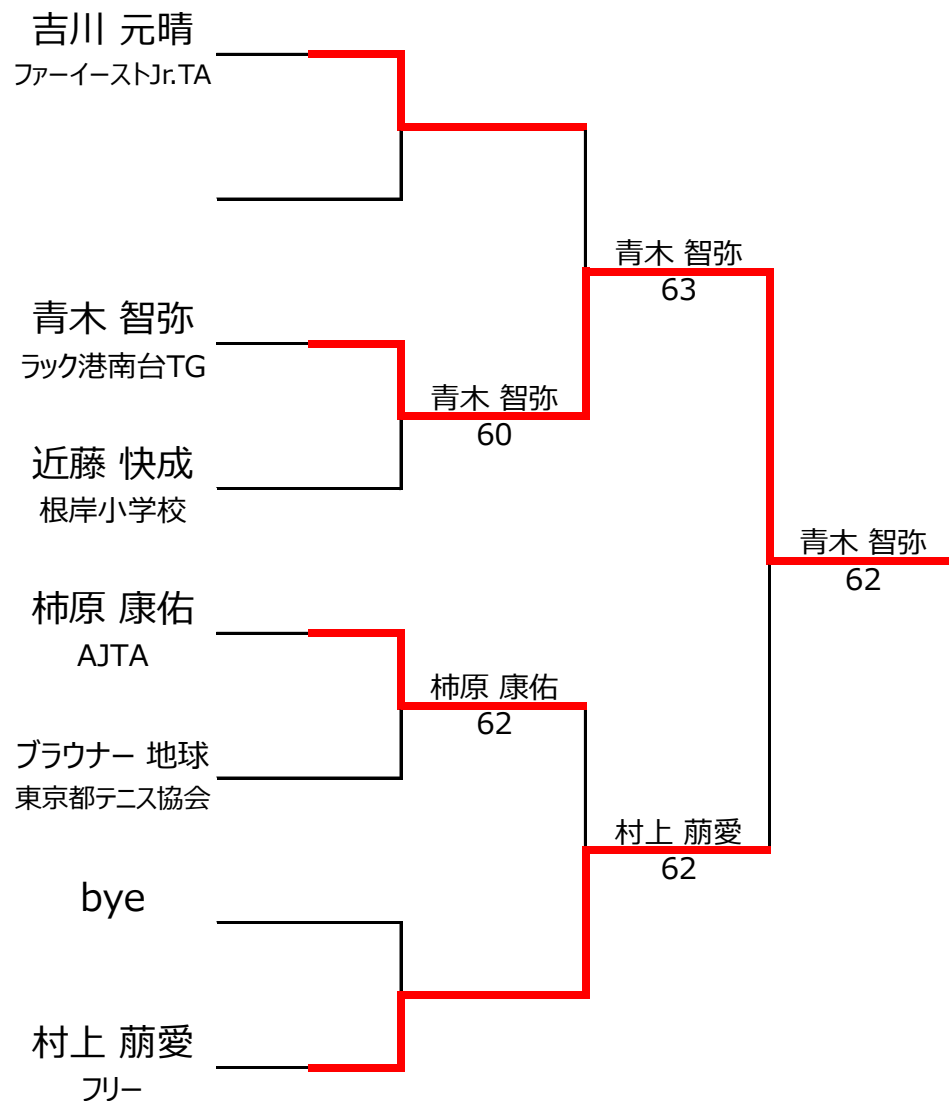 吉川 元晴
ファーイーストJr.TA
青木 智弥
63
青木 智弥
ラック港南台TG
青木 智弥
60
近藤 快成
根岸小学校
青木 智弥
62
柿原 康佑
AJTA
柿原 康佑
62
ブラウナー 地球
東京都テニス協会
村上 萠愛
62
bye
村上 萠愛
フリー